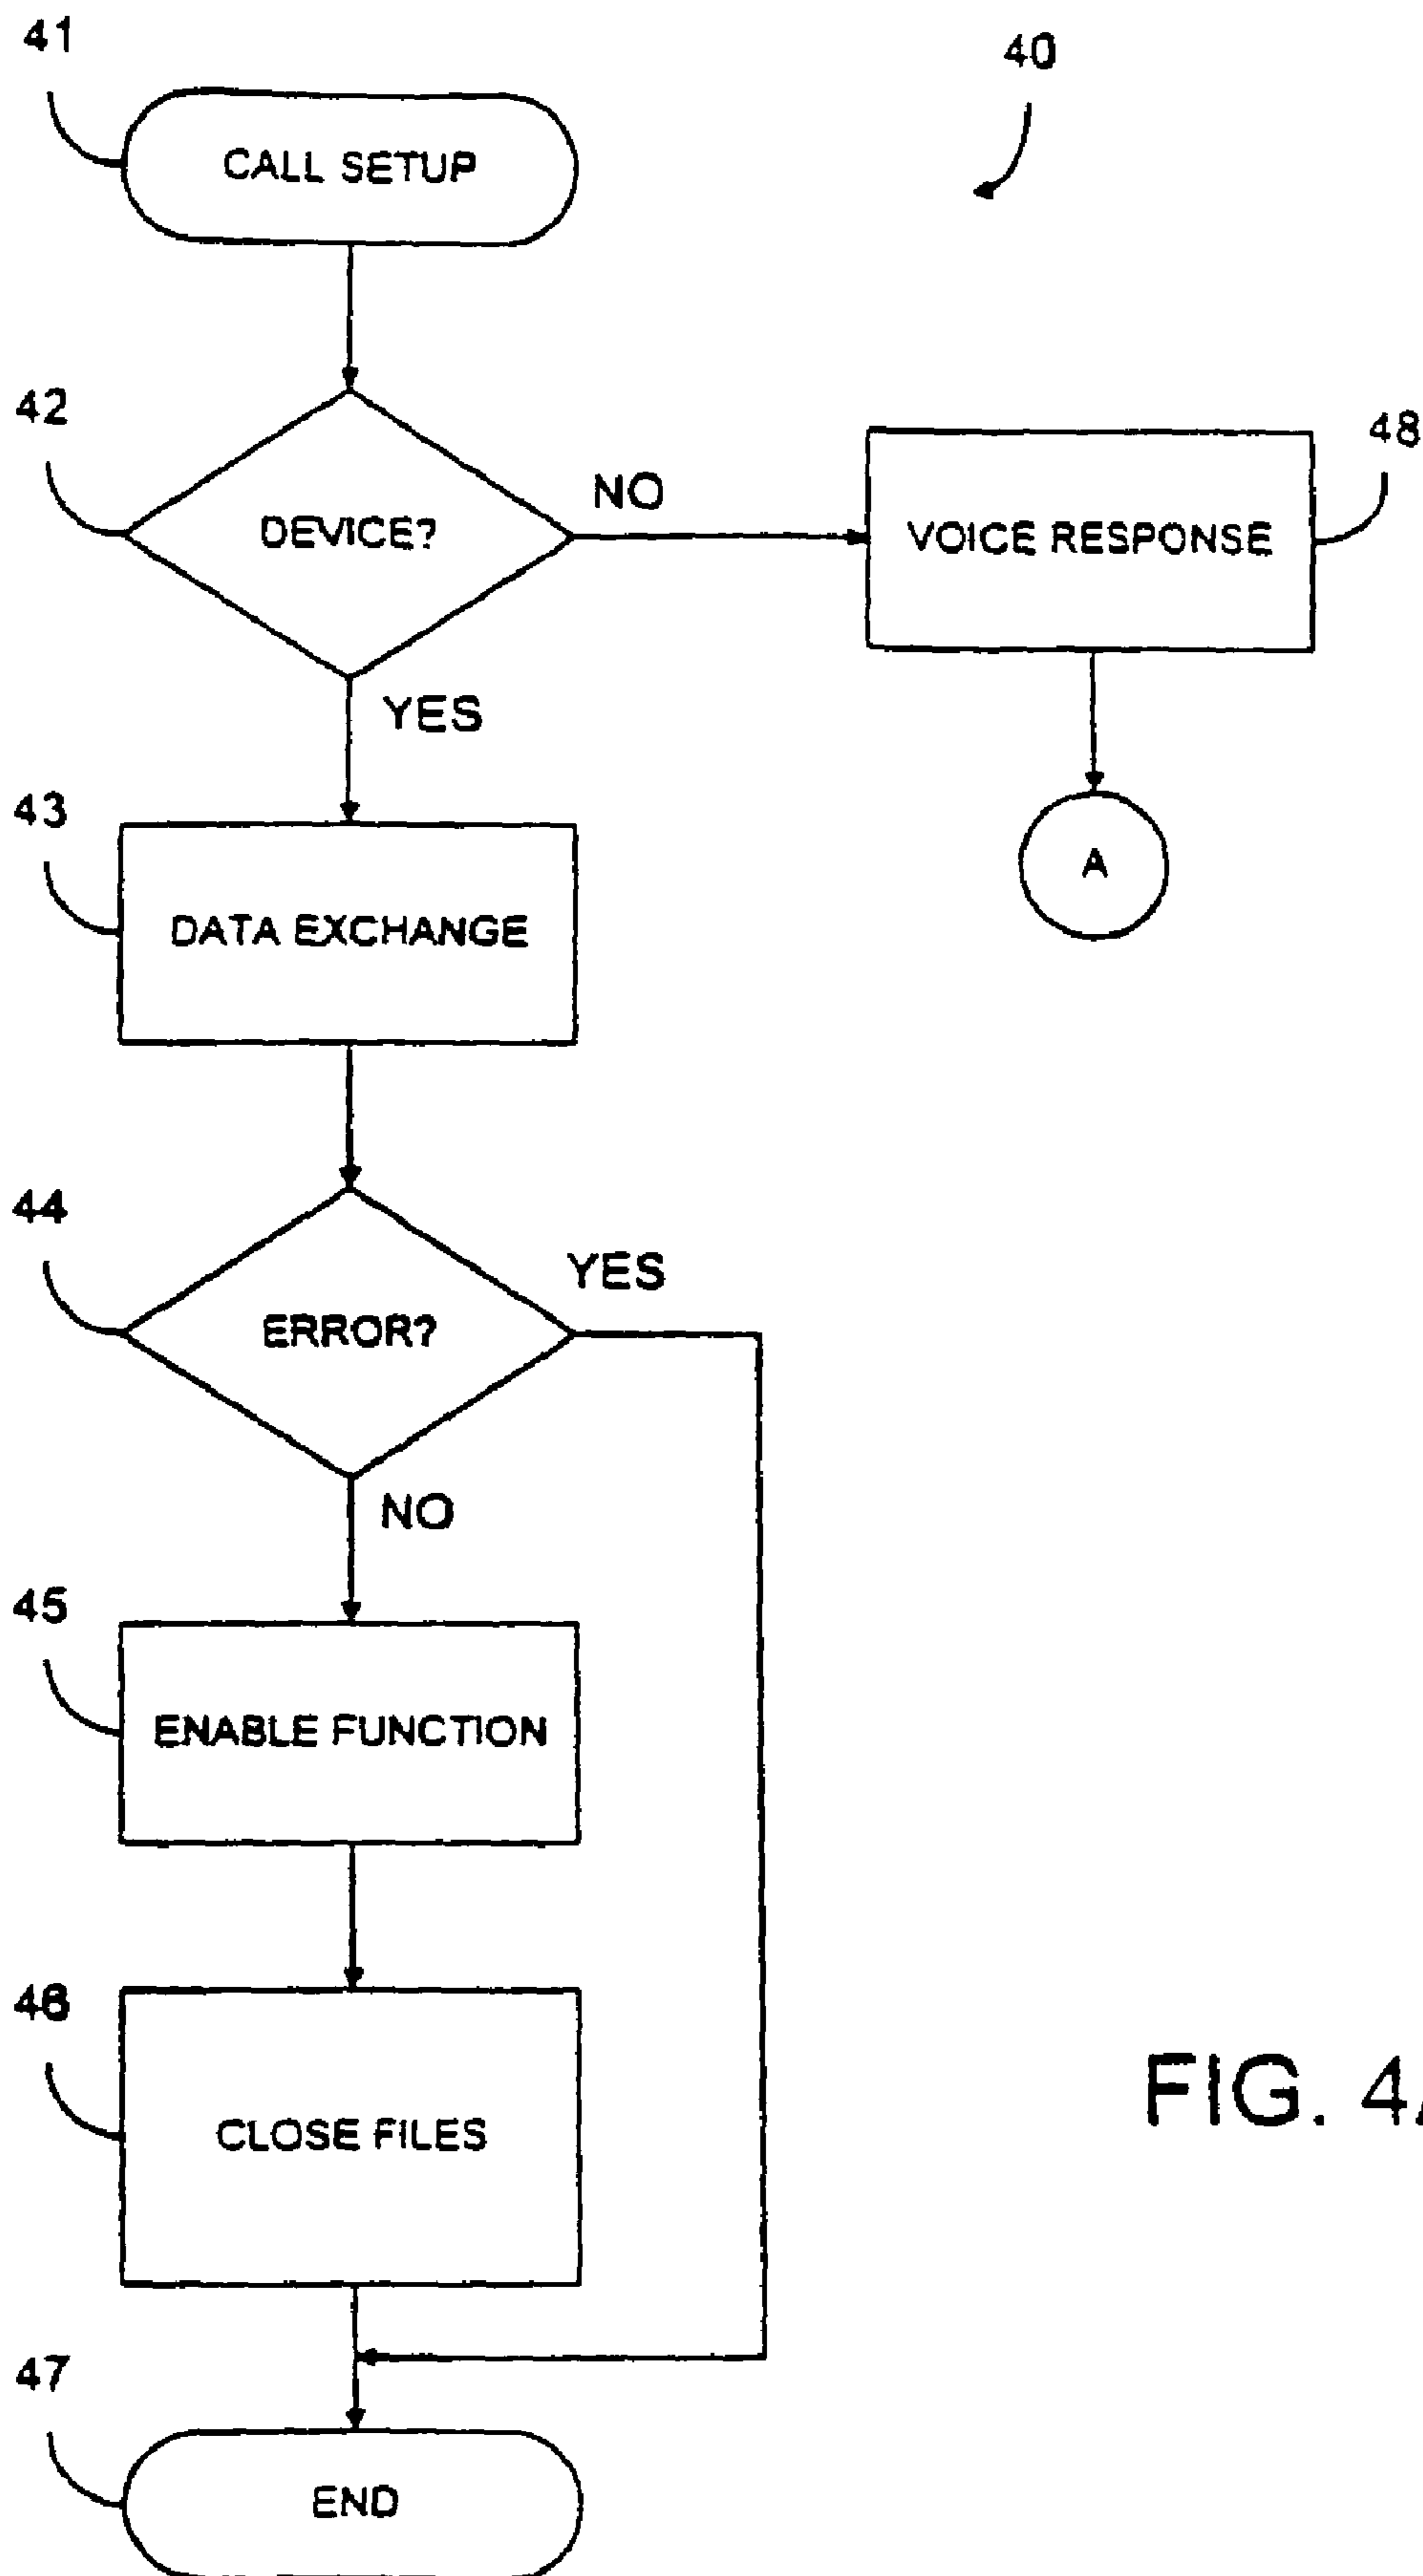 41
40
CALL SETUP
42
DEVICE?
NO
VOICE RESPONSE
48
YES
43
DATA EXCHANGE
A
44
ERROR?
YES
NO
45
ENABLE FUNCTION
46
CLOSE FILES
FIG. 4A
47
END